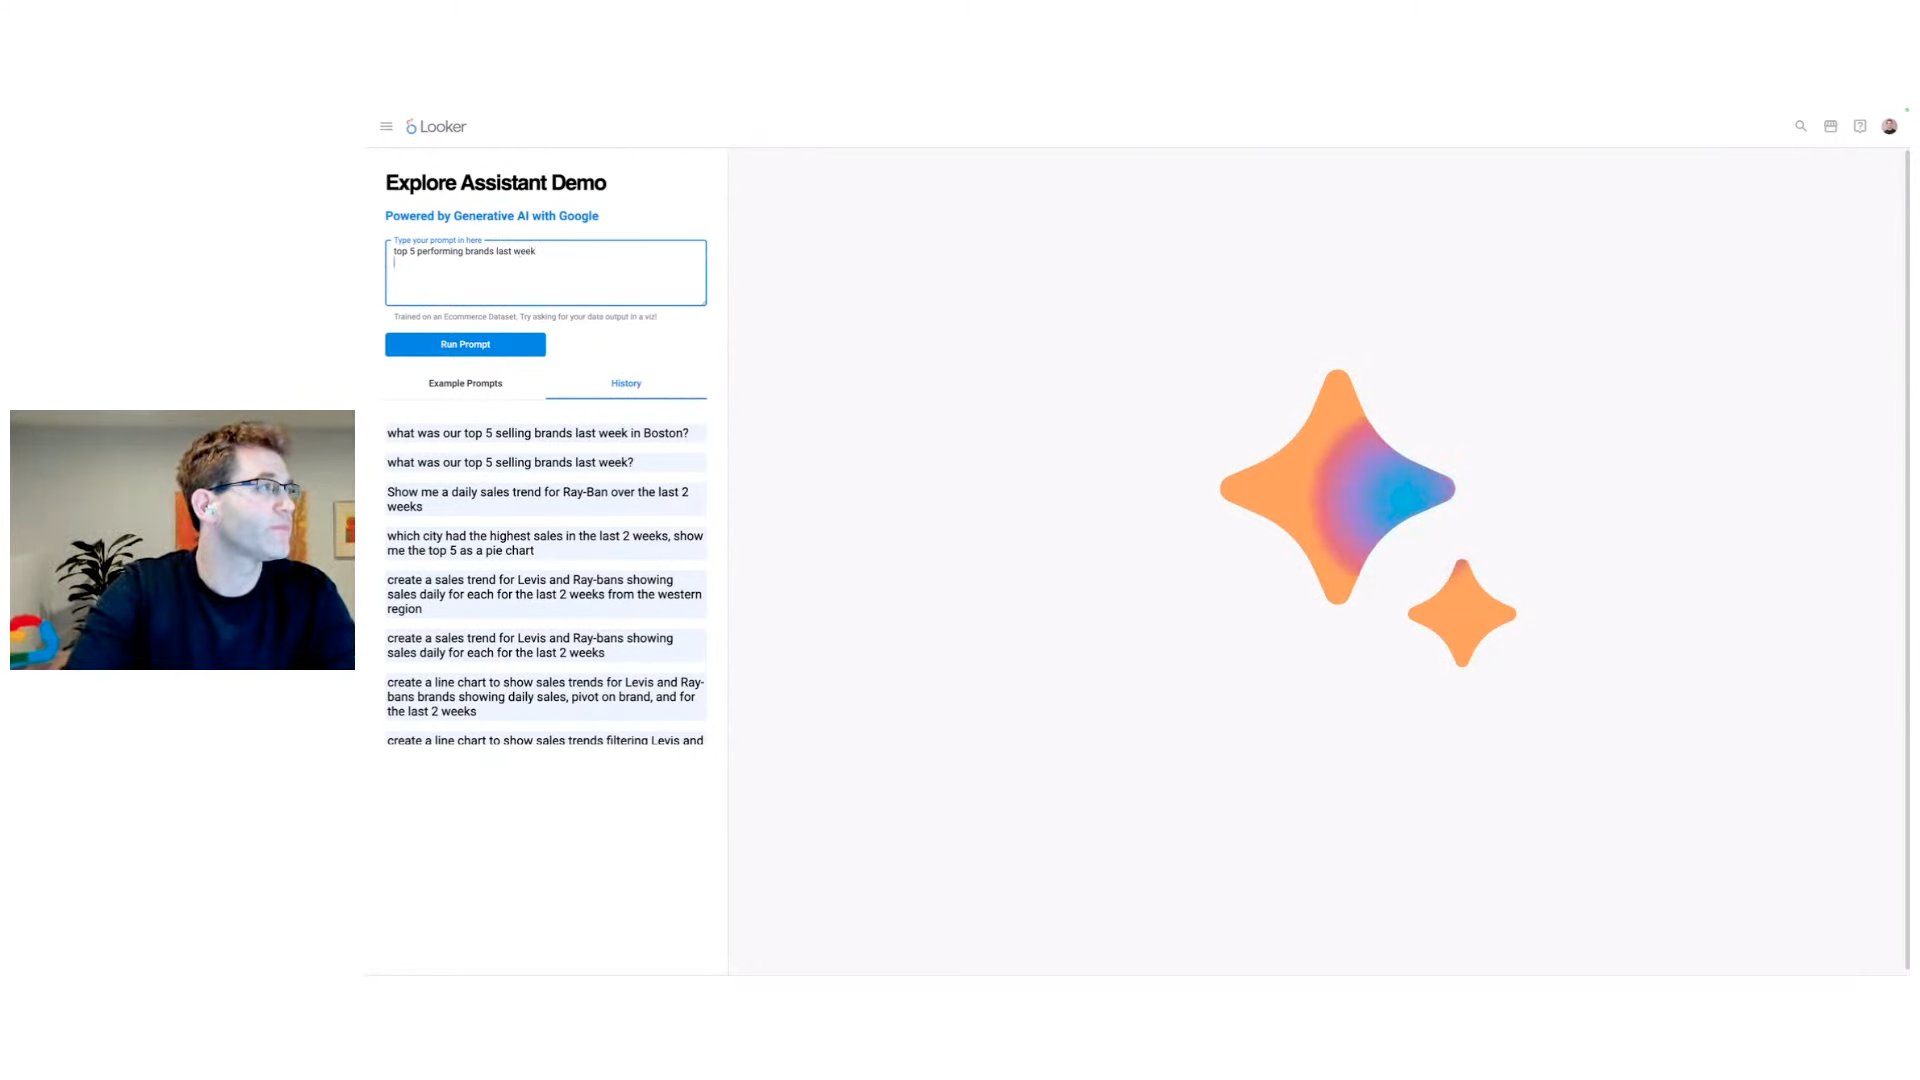 Looker
Explore Assistant Demo
Powered by Generative AI with Google
Type your prompt in here
top 5 performing brands last week
Trained on an Ecommerce Dataset. Try asking for your data output in a viz!
Run Prompt
Example Prompts
History
what was our top 5 selling brands last week in Boston?
what was our top 5 selling brands last week?
Show me a daily sales trend for Ray-Ban over the last 2
weeks
which city had the highest sales in the last 2 weeks, show
me the top 5 as a pie chart
create a sales trend for Levis and Ray-bans showing
sales daily for each for the last 2 weeks from the western
region
create a sales trend for Levis and Ray-bans showing
sales daily for each for the last 2 weeks
create a line chart to show sales trends for Levis and Ray-
bans brands showing daily sales, pivot on brand, and for
the last 2 weeks
create a line chart to show sales trends filtering Levis and